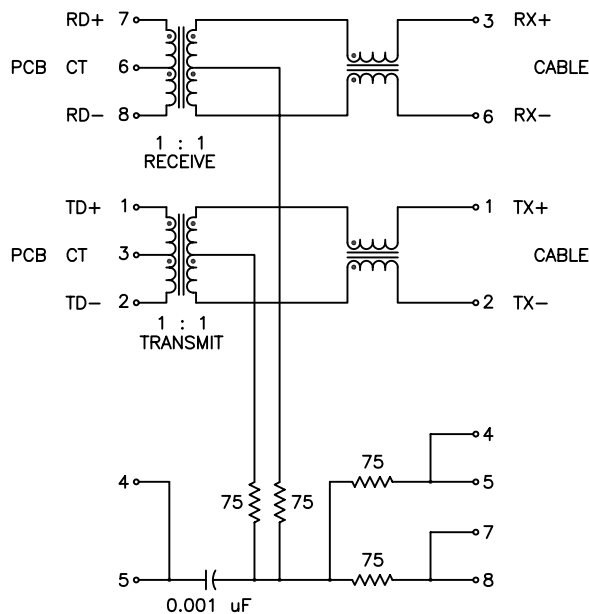 RD+ 7 3 RX+
PCB CT 6 CABLE
RD- 8 6 RX-
1 : 1
RECEIVE
TD+ 1 1 TX+
PCB CT 3 CABLE
TD- 2 2 TX-
1 : 1
TRANSMIT
4
75
4 75 75 5
7
75
5 8
0.001 uF